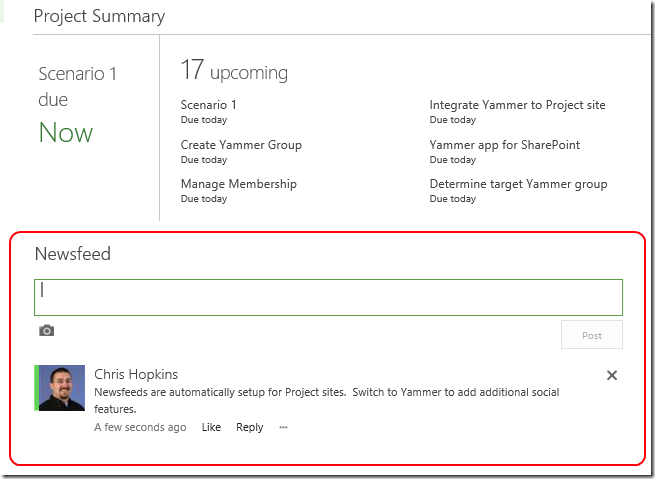 Project Summary
Scenario 1
due
Now
17 upcoming
Scenario 1
Due today
Integrate Yammer to Project site
Due today
Create Yammer Group
Due today
Yammer app for SharePoint
Due today
Manage Membership
Due today
Determine target Yammer group
Due today
Newsfeed
Post
Chris Hopkins
Newsfeeds are automatically setup for Project sites.  Switch to Yammer to add additional social
features.
A few seconds ago Like Reply ···